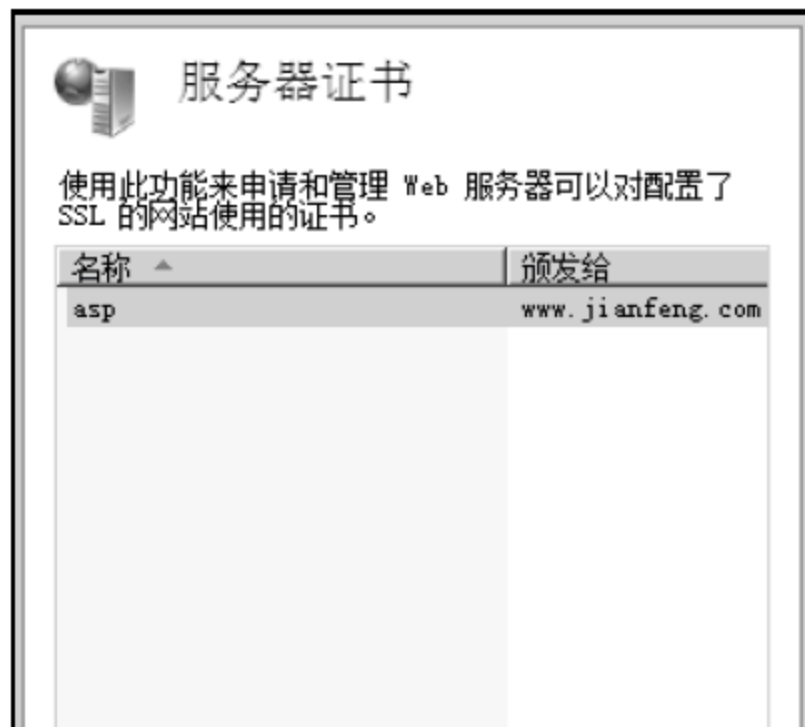 服务器证书
使用此功能来申请和管理 Web 服务器可以对配置了
SSL 的网站使用的证书。
名称 颁发给
asp www.jianfeng.com